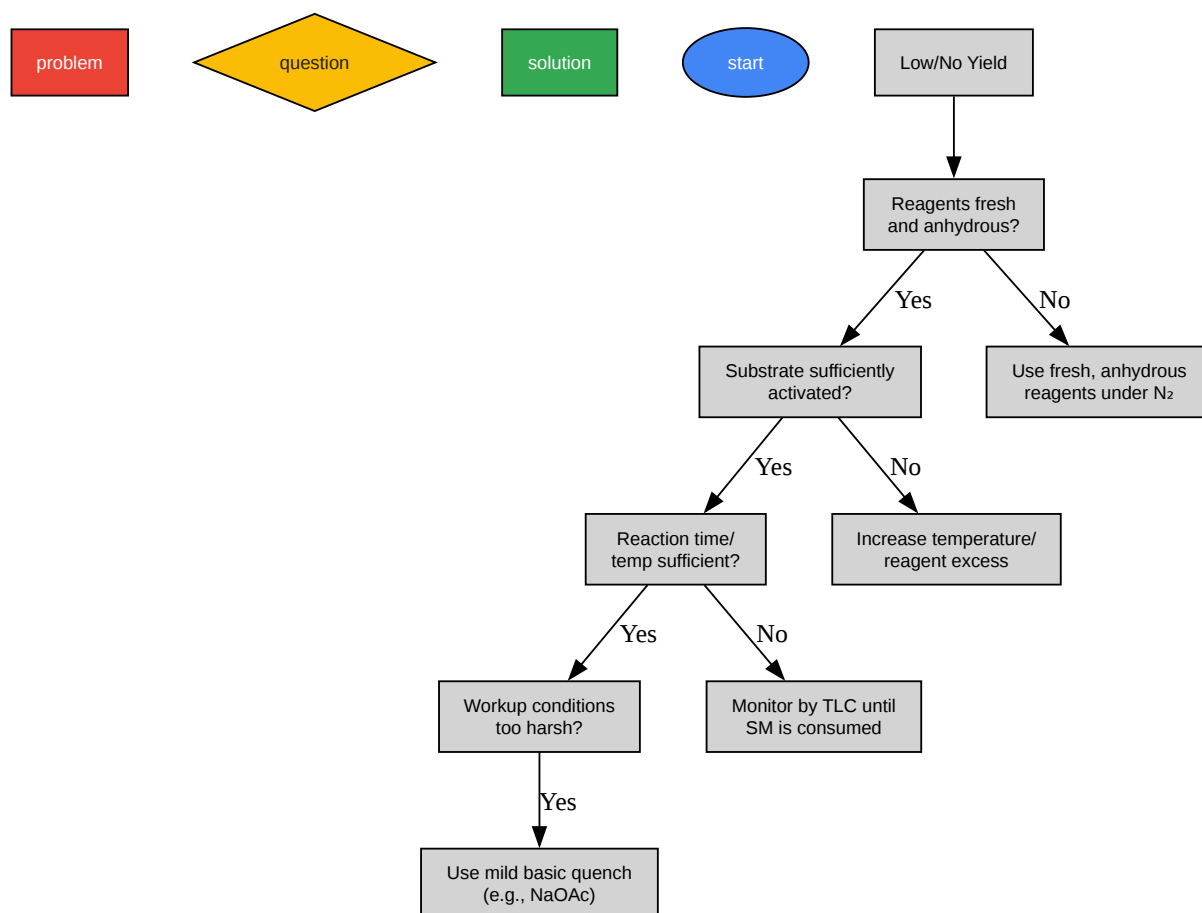 problem
question
solution
start
Low/No Yield
Reagents fresh
and anhydrous?
Yes
No
Substrate sufficiently
activated?
Use fresh, anhydrous
reagents under N₂
Yes
No
Reaction time/
temp sufficient?
Increase temperature/
reagent excess
Yes
No
Workup conditions
too harsh?
Monitor by TLC until
SM is consumed
Yes
Use mild basic quench
(e.g., NaOAc)